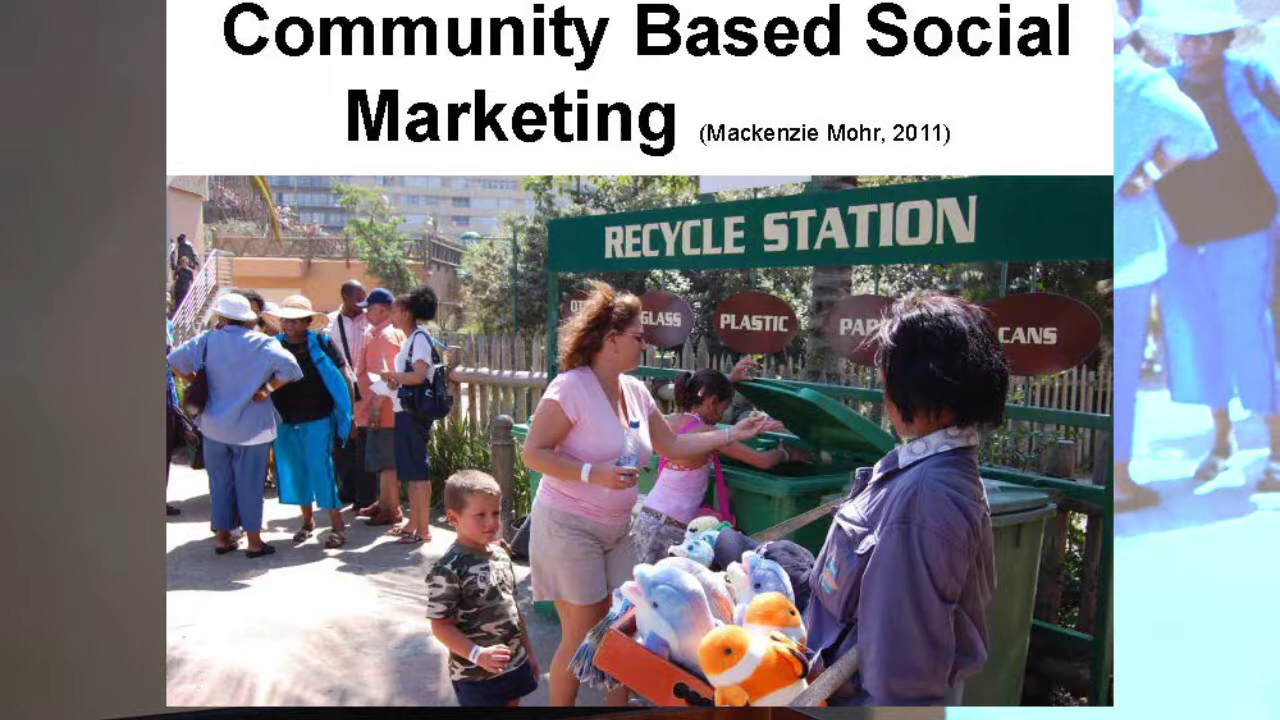 Community Based Social
Marketing (Mackenzie Mohr, 2011)
RECYCLE STATION
GLASS
PLASTIC
CANS